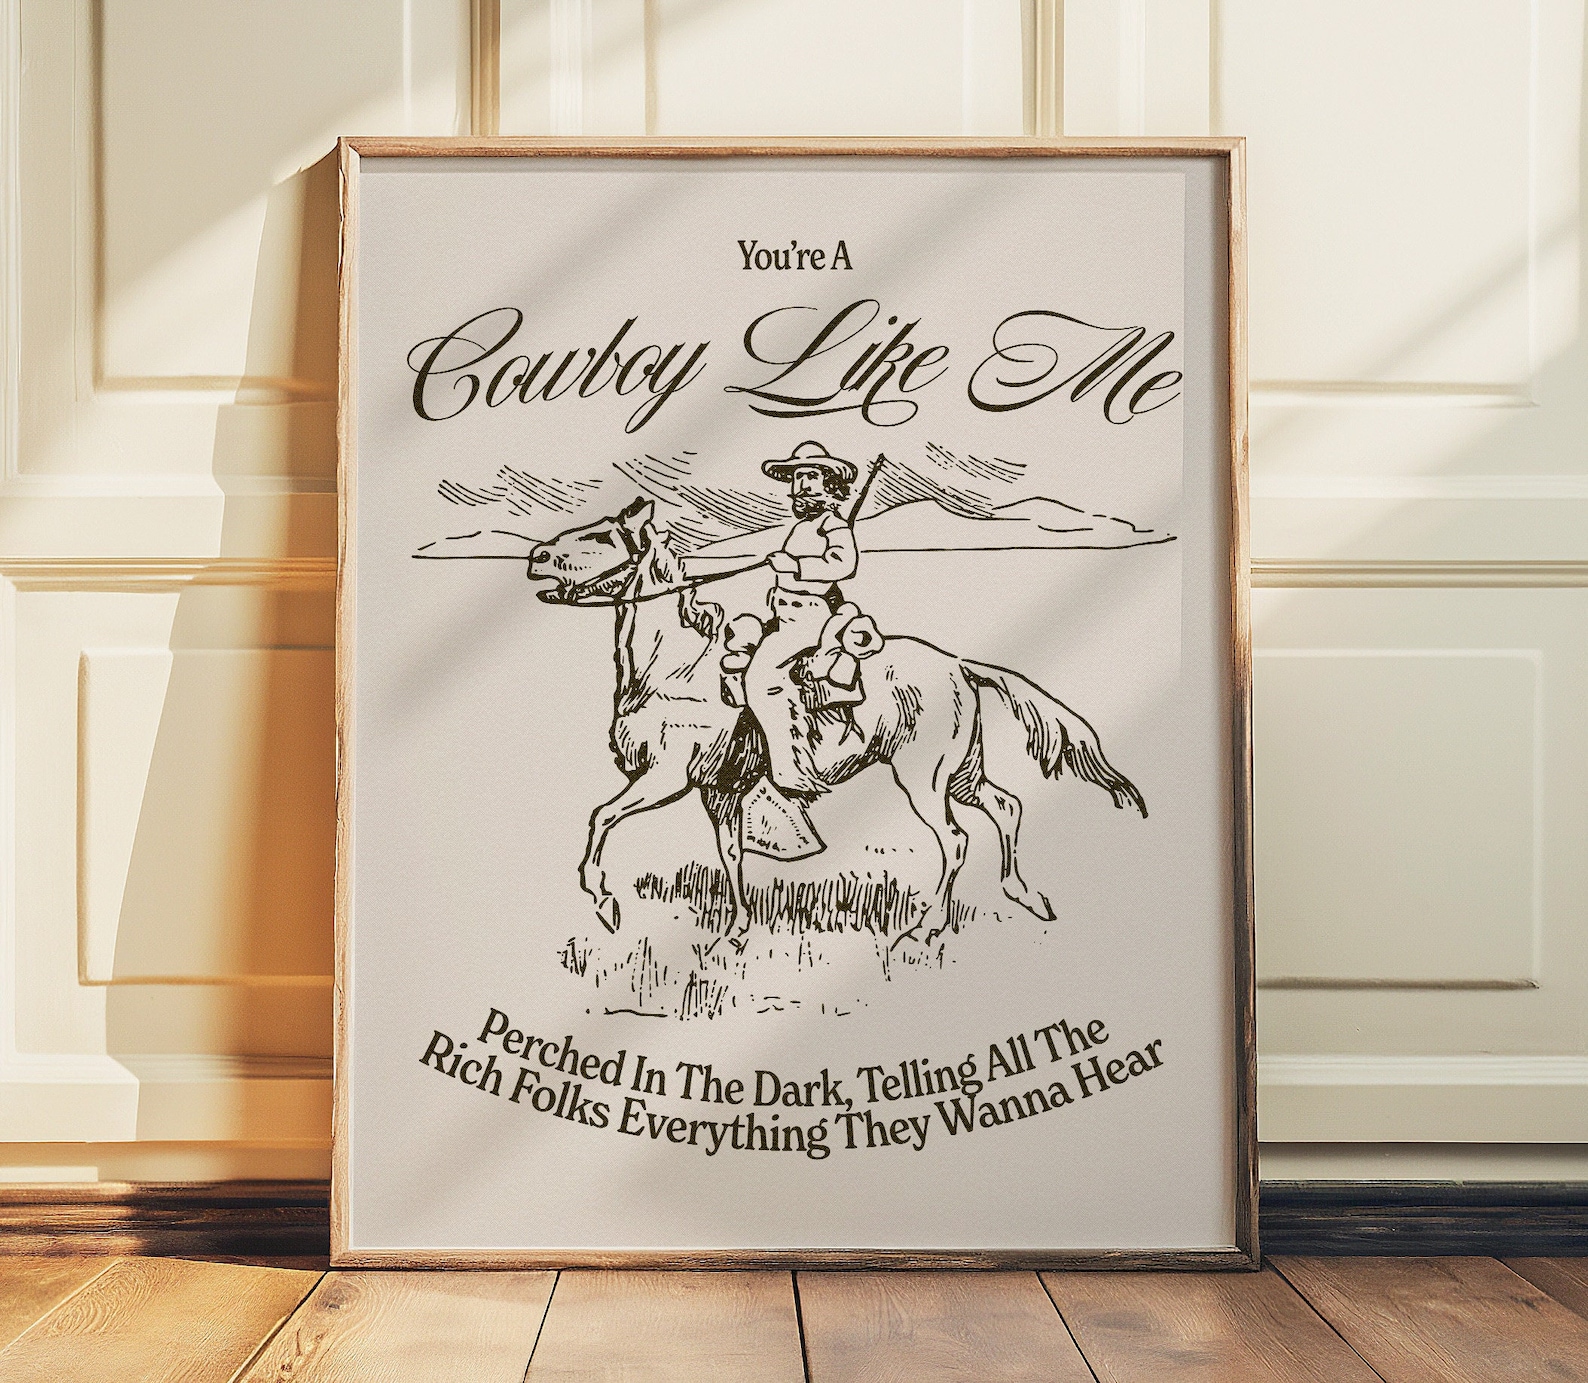 You're A
Cowboy Like Me
Perched In The Dark, Telling All The
Rich Folks Everything They Wanna Hear